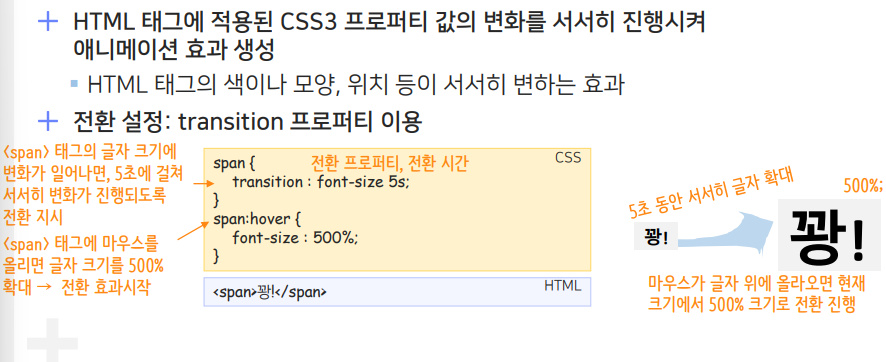 HTML 태그에 적용된 CSS3 프로퍼티 값의 변화를 서서히 진행시켜
애니메이션 효과 생성
HTML 태그의 색이나 모양, 위치 등이 서서히 변하는 효과
전환 설정: transition 프로퍼티 이용
<span> 태그의 글자 크기에
변화가 일어나면, 5초에 걸쳐
서서히 변화가 진행되도록
전환 지시
<span> 태그에 마우스를
올리면 글자 크기를 500%
확대 → 전환 효과시작
CSS
span { 전환 프로퍼티, 전환 시간
transition : font-size 5s;
}
span:hover {
font-size : 500%;
}
HTML
<span>꽝!</span>
5초 동안 서서히 글자 확대
500%;
꽝!
꽝!
마우스가 글자 위에 올라오면 현재
크기에서 500% 크기로 전환 진행